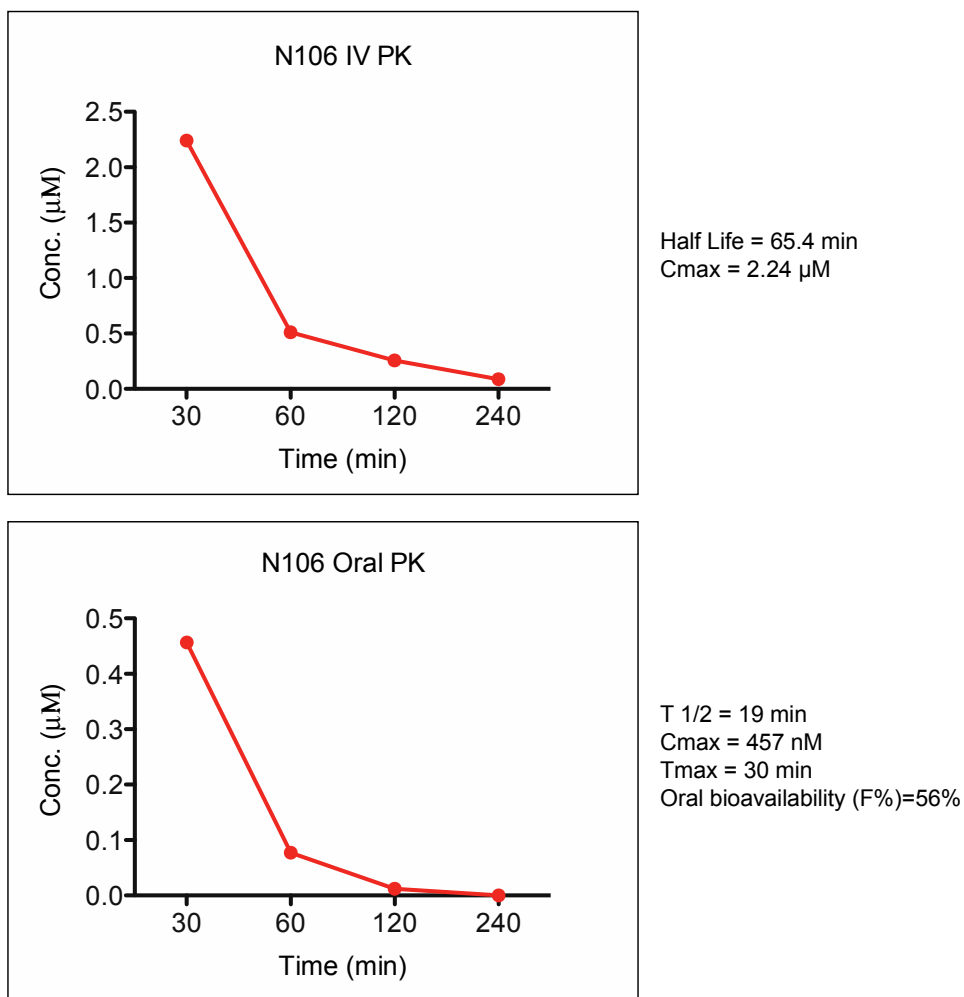 N106 IV PK
Conc. (µM)
2.5
2.0
1.5
1.0
0.5
0.0
30 60 120 240
Time (min)
Half Life = 65.4 min
Cmax = 2.24 µM
N106 Oral PK
Conc. (µM)
0.5
0.4
0.3
0.2
0.1
0.0
30 60 120 240
Time (min)
T 1/2 = 19 min
Cmax = 457 nM
Tmax = 30 min
Oral bioavailability (F%)=56%